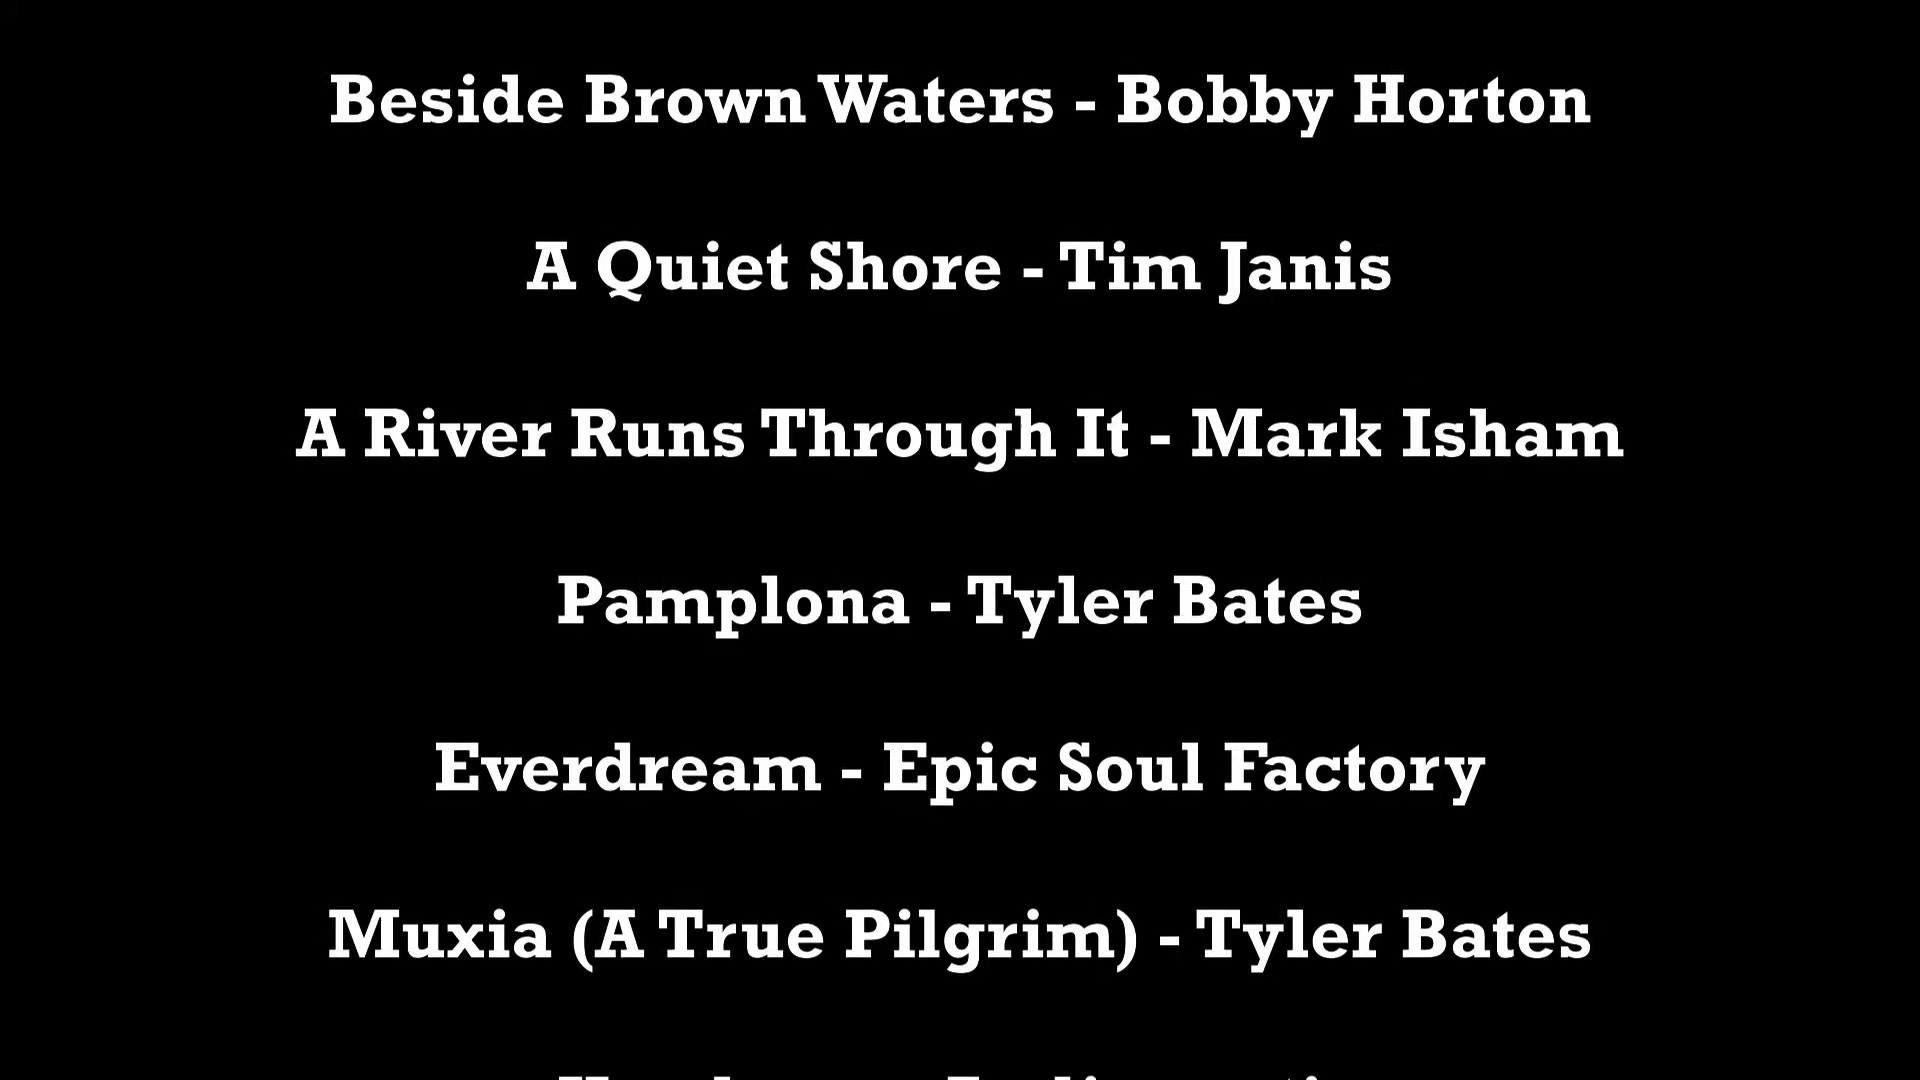 Beside Brown Waters - Bobby Horton
A Quiet Shore - Tim Janis
A River Runs Through It - Mark Isham
Pamplona - Tyler Bates
Everdream - Epic Soul Factory
Muxia (A True Pilgrim) - Tyler Bates